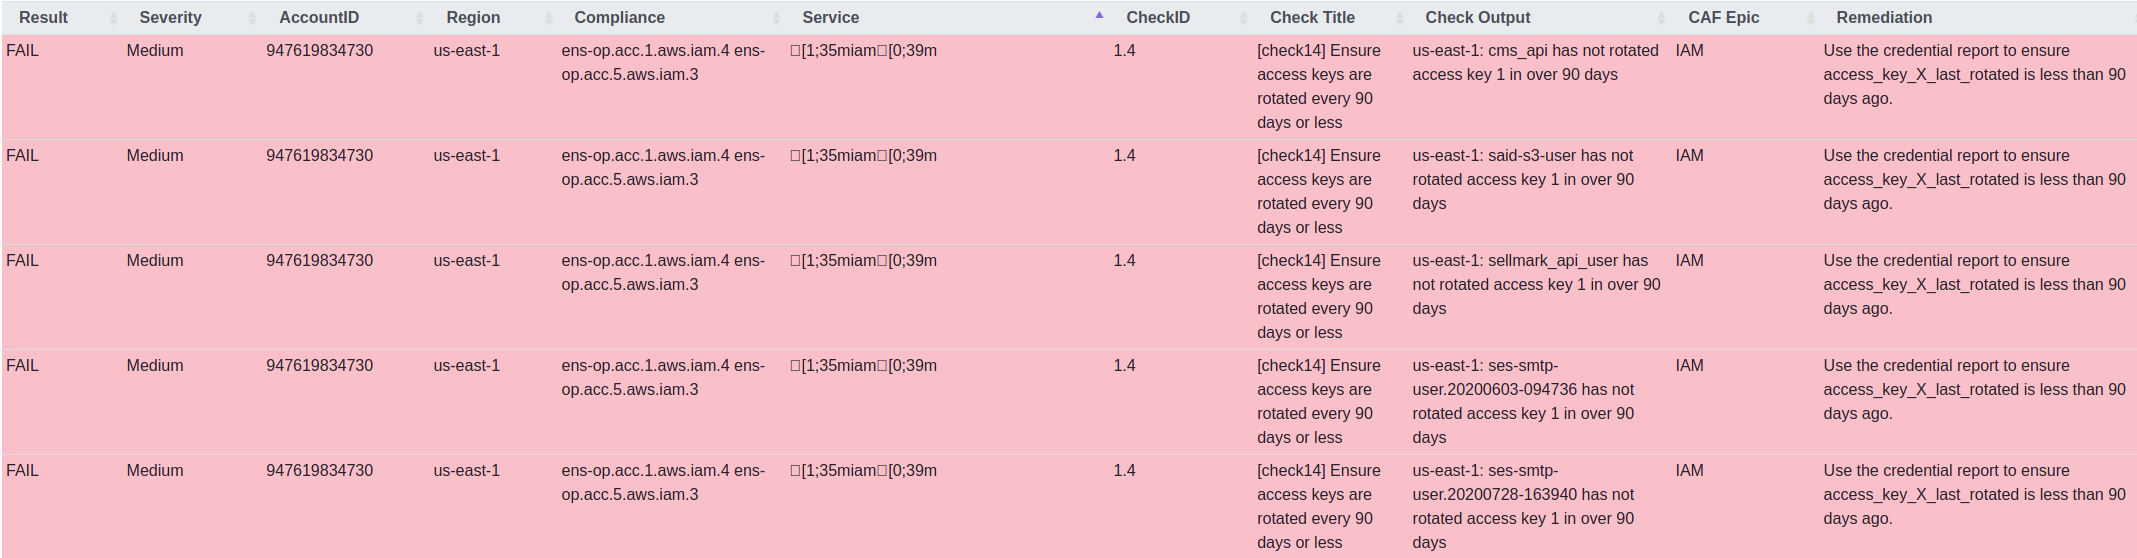 Result Severity AccountID Region Compliance Service CheckID Check Title Check Output CAF Epic Remediation
FAIL Medium 947619834730 us-east-1 ens-op.acc.1.aws.iam.4 ens- □[1;35miam□[0;39m 1.4 [check14] Ensure us-east-1: cms_api has not rotated IAM Use the credential report to ensure
op.acc.5.aws.iam.3 access keys are access key 1 in over 90 days access_key_X_last_rotated is less than 90
rotated every 90 days ago.
days or less
FAIL Medium 947619834730 us-east-1 ens-op.acc.1.aws.iam.4 ens- □[1;35miam□[0;39m 1.4 [check14] Ensure us-east-1: said-s3-user has not IAM Use the credential report to ensure
op.acc.5.aws.iam.3 access keys are rotated access key 1 in over 90 access_key_X_last_rotated is less than 90
rotated every 90 days days ago.
days or less
FAIL Medium 947619834730 us-east-1 ens-op.acc.1.aws.iam.4 ens- □[1;35miam□[0;39m 1.4 [check14] Ensure us-east-1: sellmark_api_user has IAM Use the credential report to ensure
op.acc.5.aws.iam.3 access keys are not rotated access key 1 in over 90 access_key_X_last_rotated is less than 90
rotated every 90 days days ago.
days or less
FAIL Medium 947619834730 us-east-1 ens-op.acc.1.aws.iam.4 ens- □[1;35miam□[0;39m 1.4 [check14] Ensure us-east-1: ses-smtp- IAM Use the credential report to ensure
op.acc.5.aws.iam.3 access keys are user.20200603-094736 has not access_key_X_last_rotated is less than 90
rotated every 90 rotated access key 1 in over 90 days ago.
days or less days
FAIL Medium 947619834730 us-east-1 ens-op.acc.1.aws.iam.4 ens- □[1;35miam□[0;39m 1.4 [check14] Ensure us-east-1: ses-smtp- IAM Use the credential report to ensure
op.acc.5.aws.iam.3 access keys are user.20200728-163940 has not access_key_X_last_rotated is less than 90
rotated every 90 rotated access key 1 in over 90 days ago.
days or less days